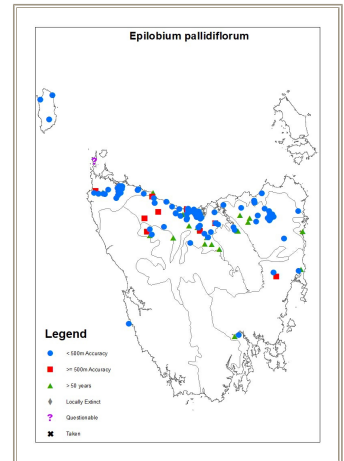 Epilobium pallidiflorum
Legend
< 500m Accuracy
>= 500m Accuracy
> 50 years
Locally Extinct
? Questionable
Taken